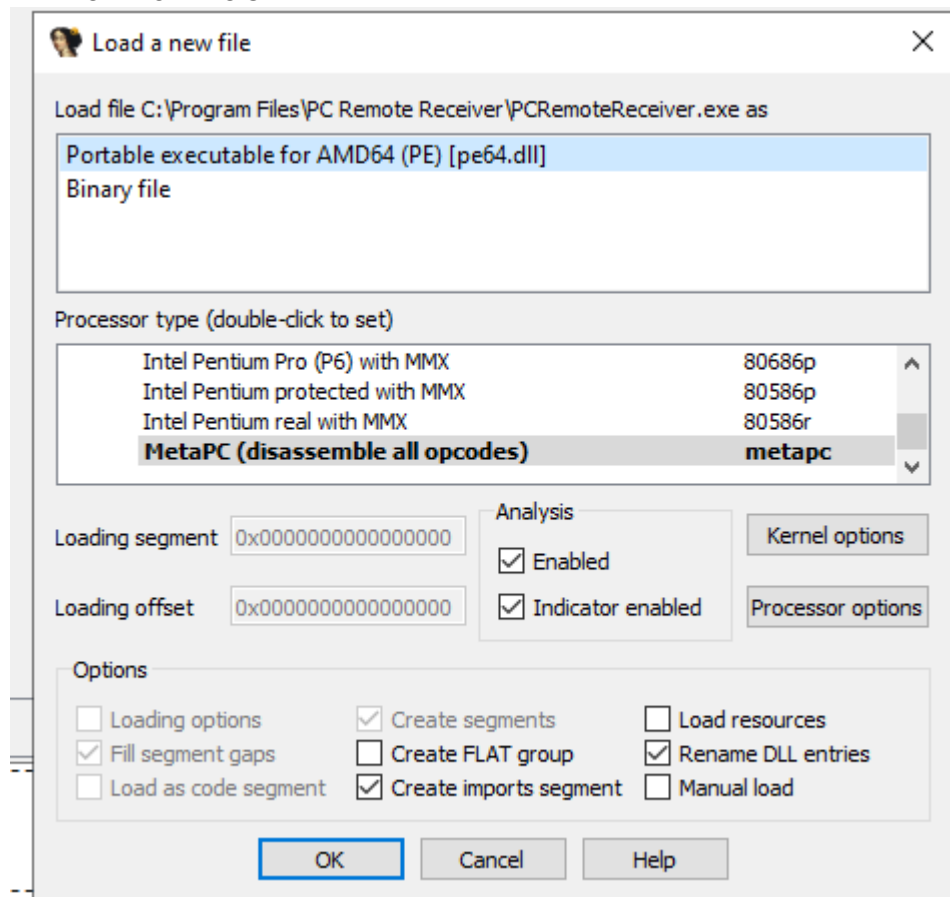 Load a new file
Load file C:\Program Files\PC Remote Receiver\PCRemoteReceiver.exe as
Portable executable for AMD64 (PE) [pe64.dll]
Binary file
Processor type (double-click to set)
Intel Pentium Pro (P6) with MMX 80686p
Intel Pentium protected with MMX 80586p
Intel Pentium real with MMX 80586r
MetaPC (disassemble all opcodes) metapc
Analysis
Loading segment 0x0000000000000000 Kernel options
Enabled
Loading offset 0x0000000000000000 Indicator enabled Processor options
Options
Loading options Create segments Load resources
Fill segment gaps Create FLAT group Rename DLL entries
Load as code segment Create imports segment Manual load
OK Cancel Help